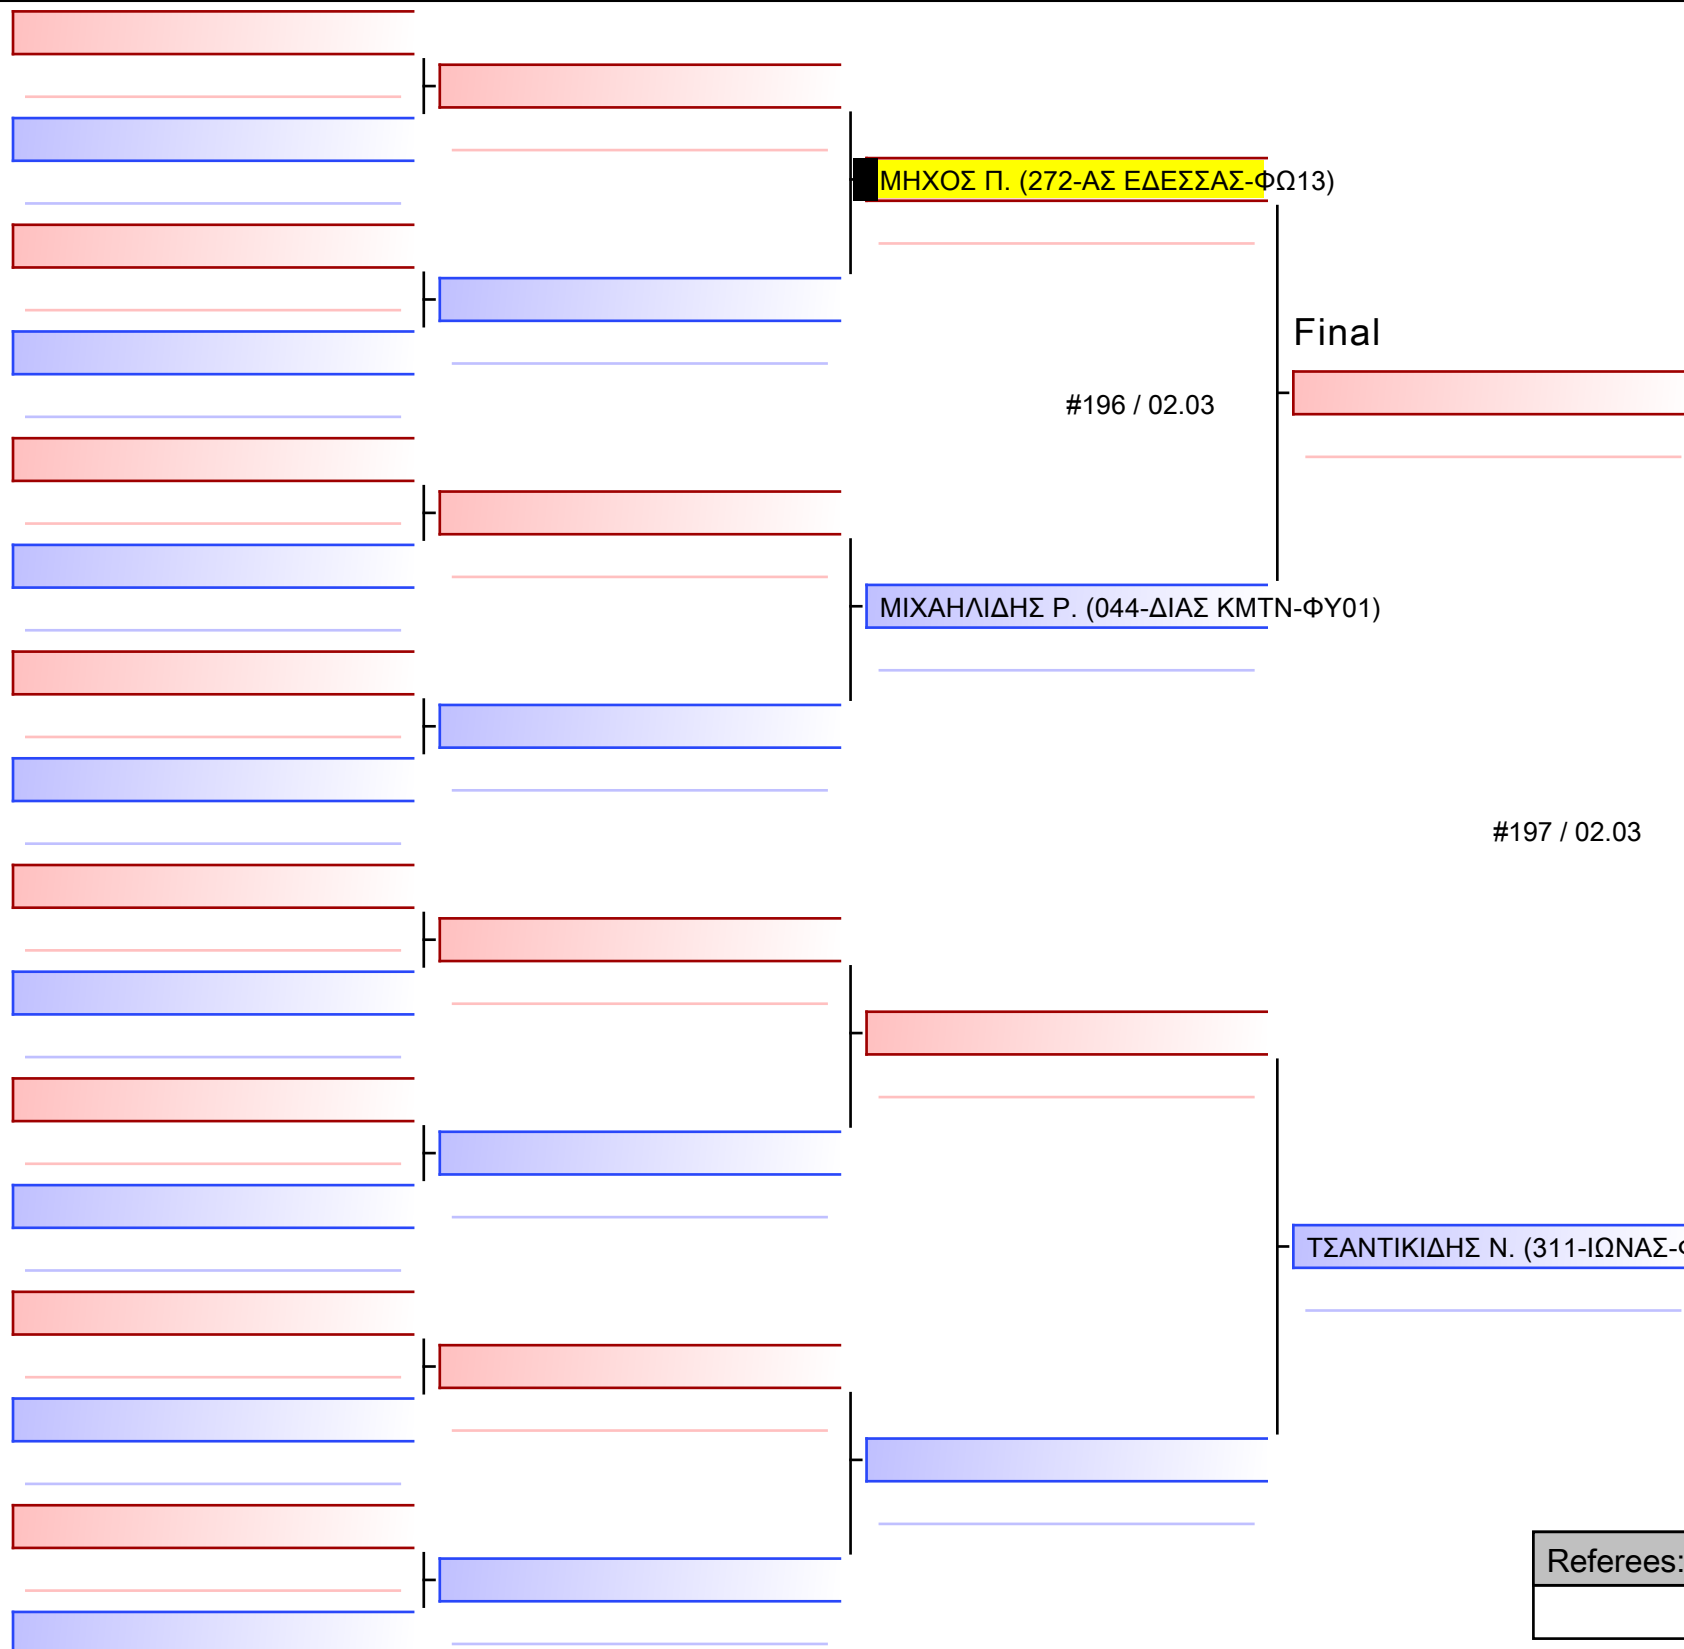 ΜΗΧΟΣ Π. (272-ΑΣ ΕΔΕΣΣΑΣ-ΦΩ13)
Final
#196 / 02.03
ΜΙΧΑΗΛΙΔΗΣ Ρ. (044-ΔΙΑΣ ΚΜΤΝ-ΦΥ01)
#197 / 02.03
ΤΣΑΝΤΙΚΙΔΗΣ Ν. (311-ΙΩΝΑΣ-
Referees: